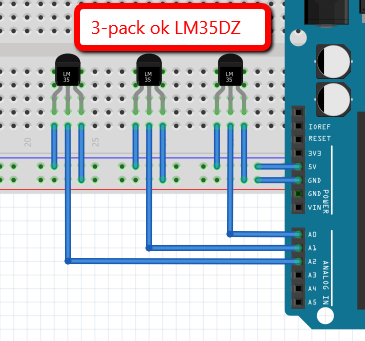 3-pack ok LM35DZ
LM
35
LM
35
LM
35
20
25
IOREF
RESET
3V3
5V
GND
GND
VIN
POWER
A0
A1
A2
A3
A4
A5
ANALOG IN